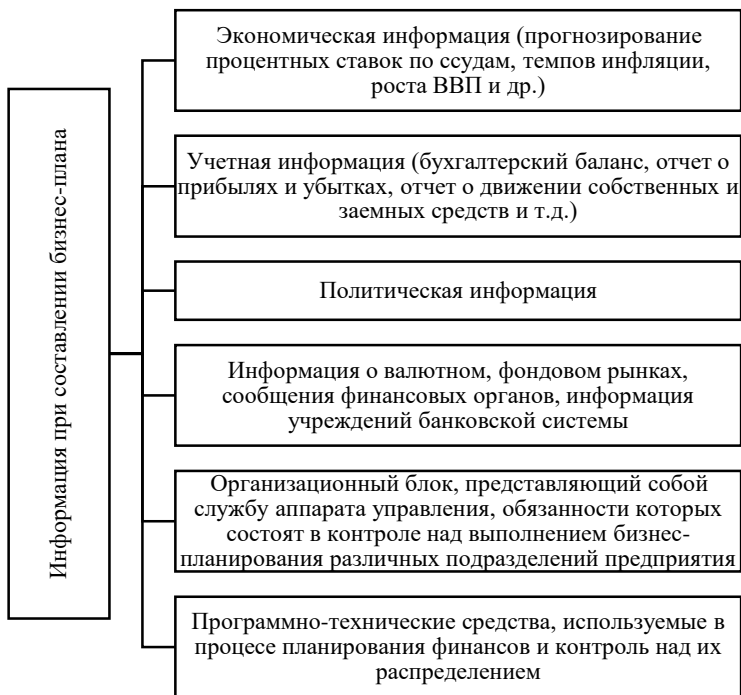 Информация при составлении бизнес-плана
Экономическая информация (прогнозирование
процентных ставок по ссудам, темпов инфляции,
роста ВВП и др.)
Учетная информация (бухгалтерский баланс, отчет о
прибылях и убытках, отчет о движении собственных и
заемных средств и т.д.)
Политическая информация
Информация о валютном, фондовом рынках,
сообщения финансовых органов, информация
учреждений банковской системы
Организационный блок, представляющий собой
службу аппарата управления, обязанности которых
состоят в контроле над выполнением бизнес-
планирования различных подразделений предприятия
Программно-технические средства, используемые в
процесе планирования финансов и контроль над их
распределением